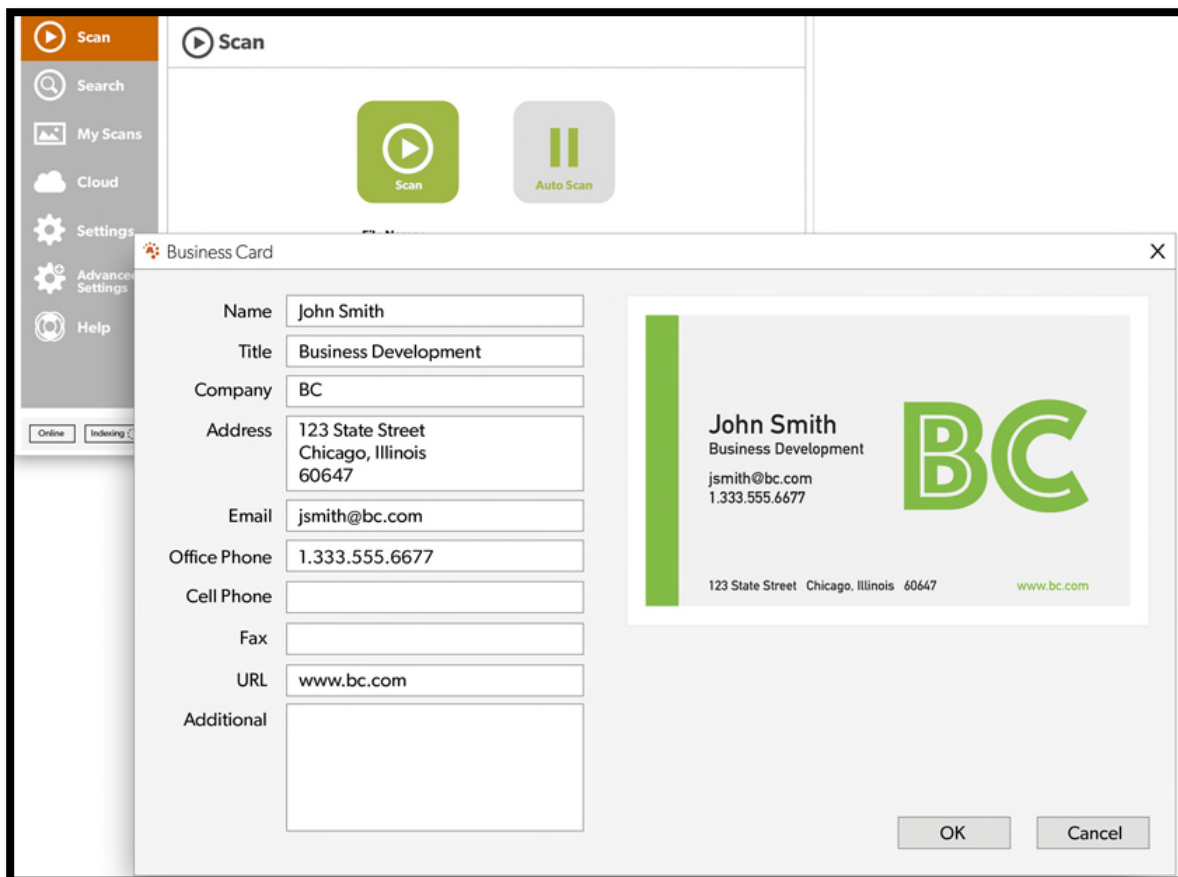 Scan
Search
My Scans
Cloud
Settings
Advanced
Settings
Help
Online
Indexing
Scan
Scan
Auto Scan
Business Card
X
Name
John Smith
Title
Business Development
Company
BC
Address
123 State Street
Chicago, Illinois
60647
Email
jsmith@bc.com
Office Phone
1.333.555.6677
Cell Phone
Fax
URL
www.bc.com
Additional
John Smith
Business Development
jsmith@bc.com
1.333.555.6677
BC
123 State Street Chicago, Illinois 60647
www.bc.com
OK
Cancel